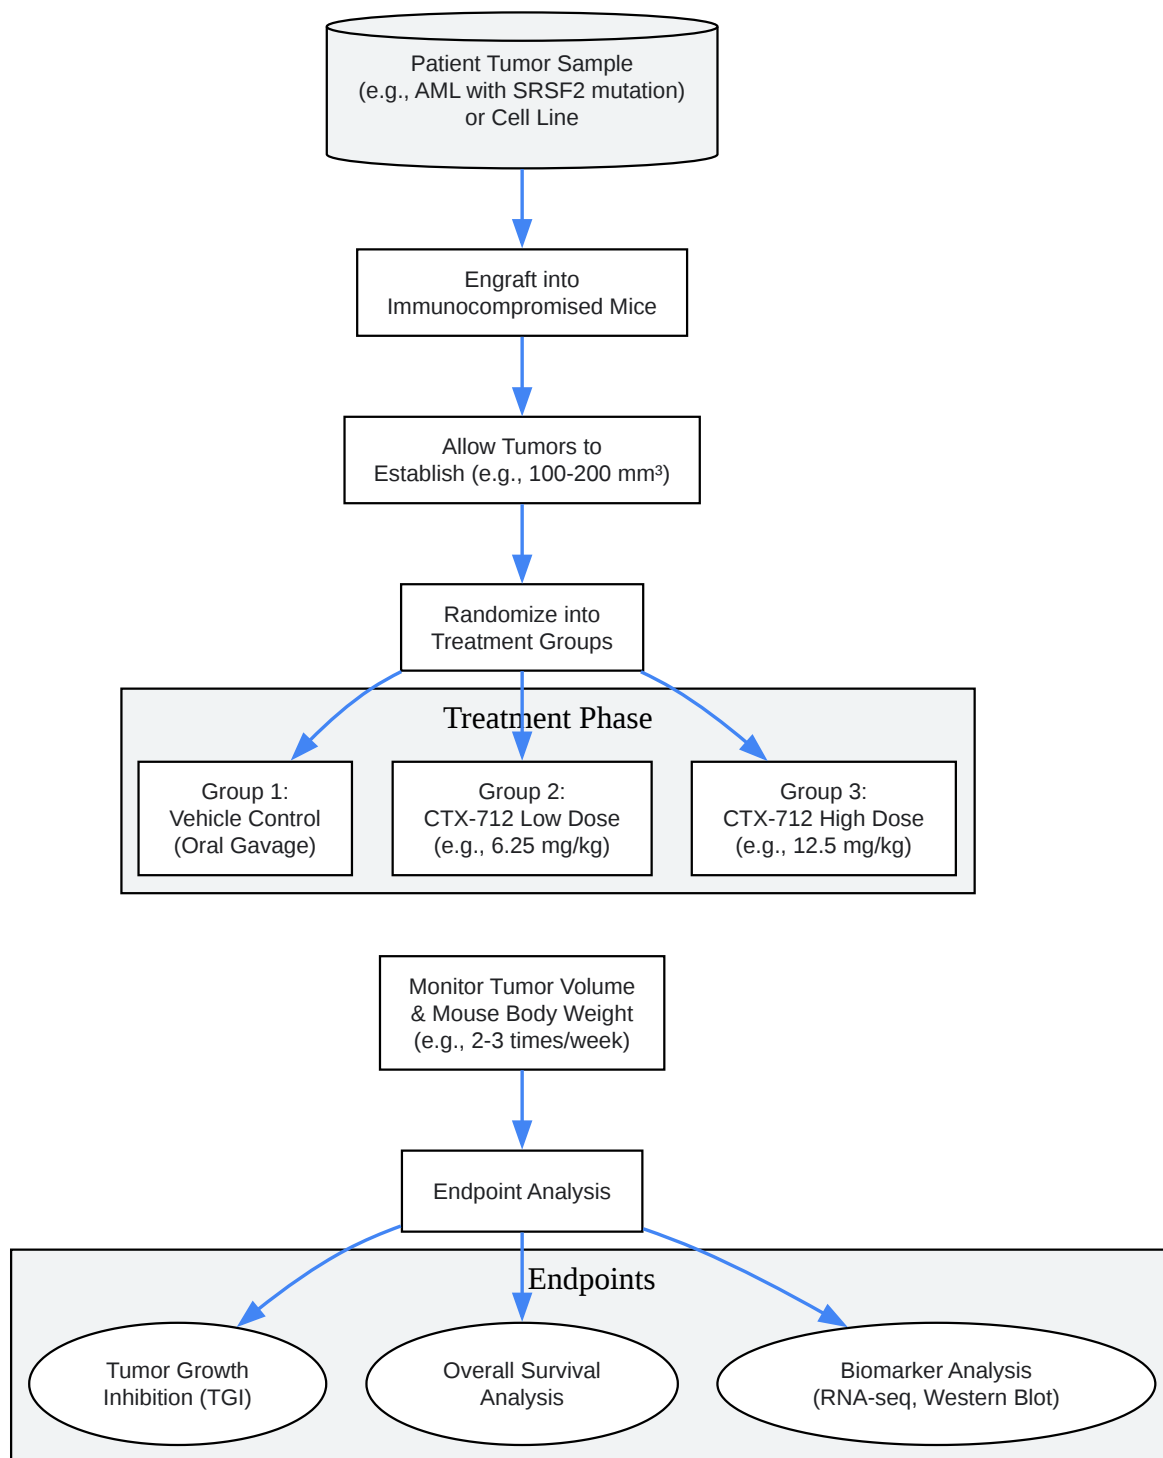 Patient Tumor Sample
(e.g., AML with SRSF2 mutation)
or Cell Line
Engraft into
Immunocompromised Mice
Allow Tumors to
Establish (e.g., 100-200 mm³)
Randomize into
Treatment Groups
Treatment Phase
Group 1:
Vehicle Control
(Oral Gavage)
Group 2:
CTX-712 Low Dose
(e.g., 6.25 mg/kg)
Group 3:
CTX-712 High Dose
(e.g., 12.5 mg/kg)
Monitor Tumor Volume
& Mouse Body Weight
(e.g., 2-3 times/week)
Endpoint Analysis
Endpoints
Tumor Growth
Inhibition (TGI)
Overall Survival
Analysis
Biomarker Analysis
(RNA-seq, Western Blot)